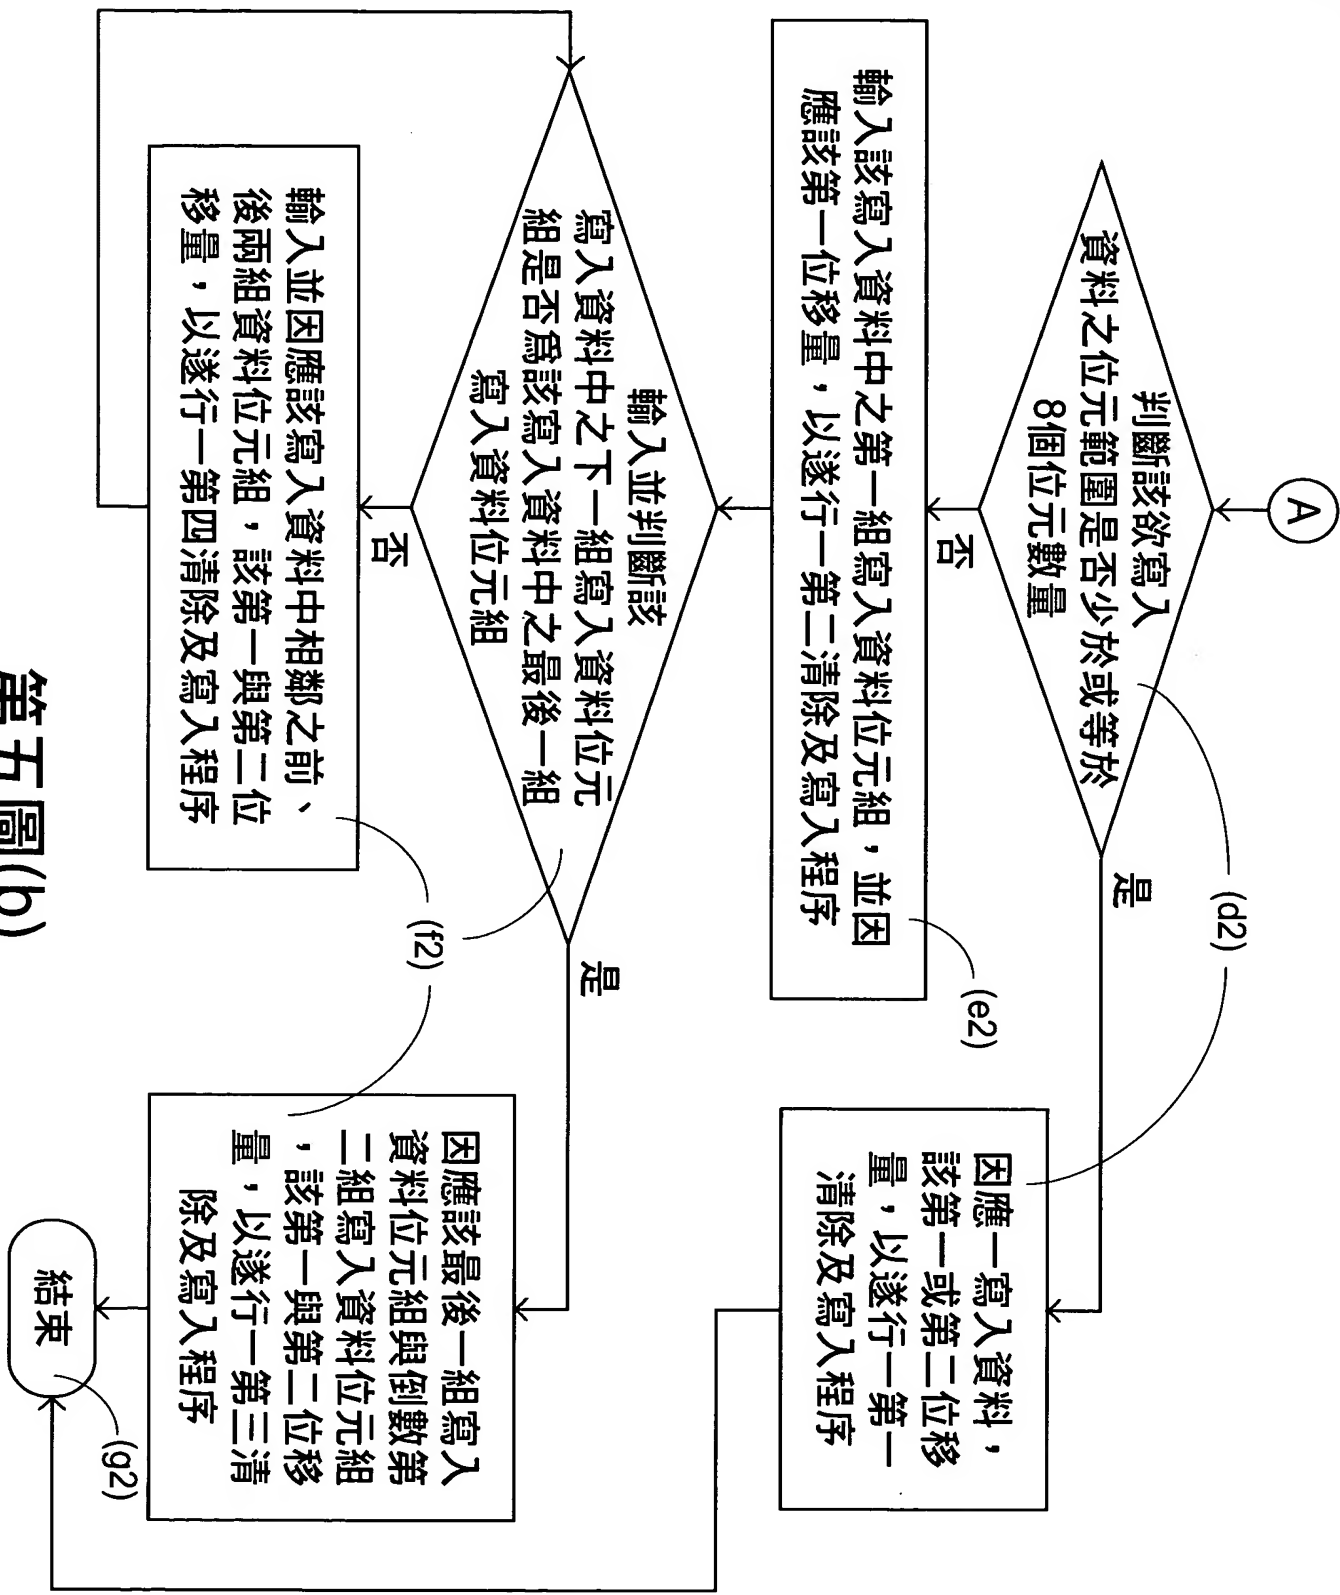 A
判斷該欲寫入
資料之位元範圍是否少於或等於
8個位元數量
(d2)
是
否
因應一寫入資料,
該第一或第二位移
量,以遂行一第一
清除及寫入程序
輸入該寫入資料中之第一組寫入資料位元組,並因
應該第一位移量,以遂行一第二清除及寫入程序
(e2)
輸入並判斷該
寫入資料中之下一組寫入資料位元
組是否為該寫入資料中之最後一組
寫入資料位元組
是
否
(f2)
輸入並因應該寫入資料中相鄰之前、
後兩組資料位元組,該第一與第二位
移量,以遂行一第四清除及寫入程序
因應該最後一組寫入
資料位元組與倒數第
二組寫入資料位元組
,該第一與第二位移
量,以遂行一第三清
除及寫入程序
結束
(g2)
第五圖(b)